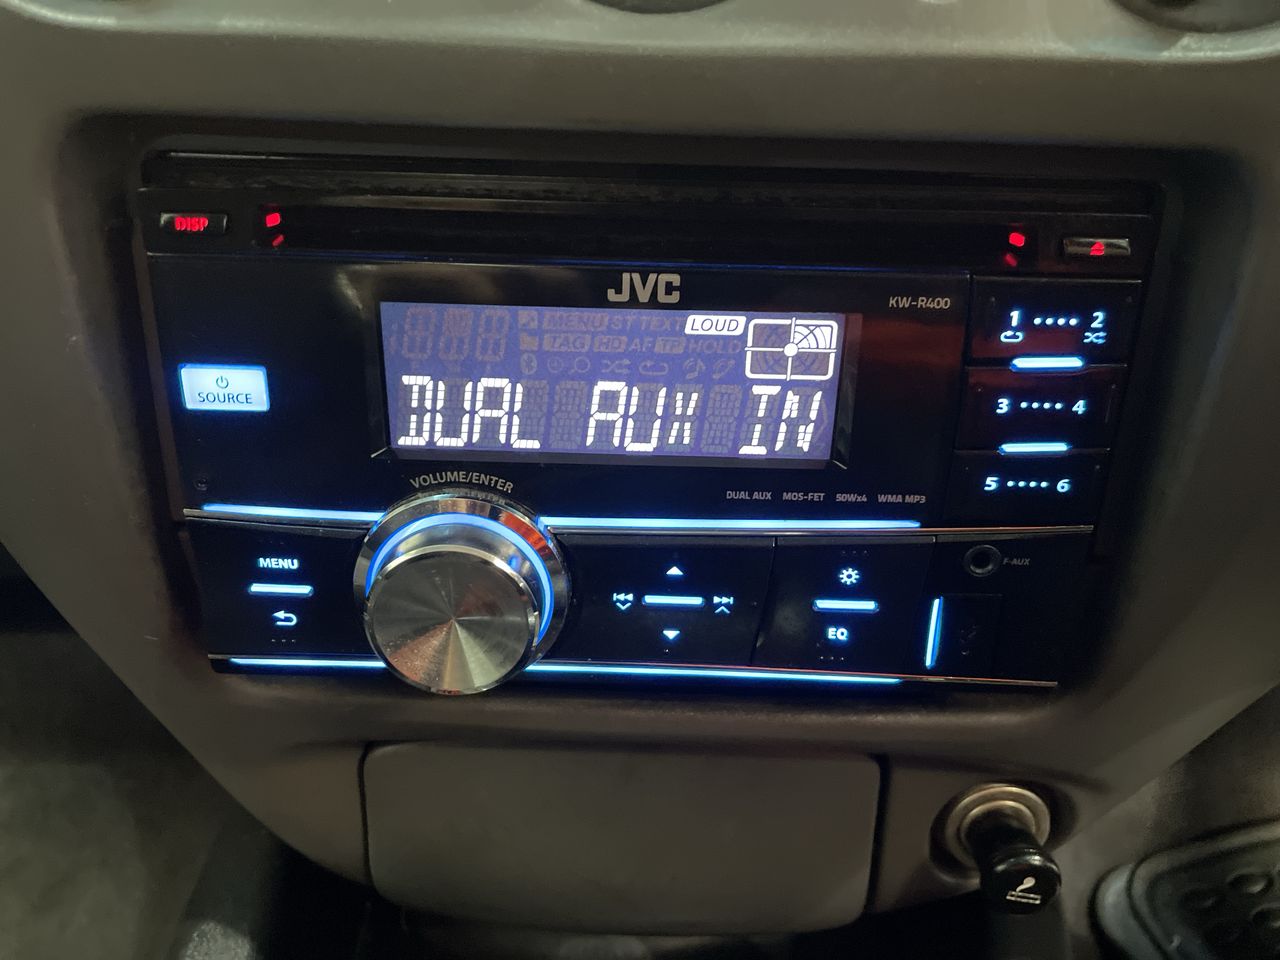 DISP
JVC
KW-R400
MENU ST TEXT LOUD
TAG HD AF TP HOLD
1 2
SOURCE
DUAL AUX IN
3 4
VOLUME/ENTER
5 6
DUAL AUX MOS-FET 50Wx4 WMA MP3
MENU
F-AUX
EQ